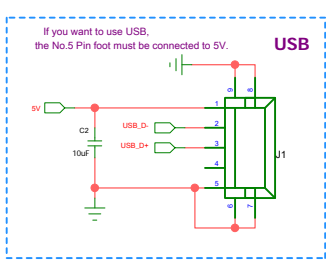 If you want to use USB,
the No.5 Pin foot must be connected to 5V.
USB
9
8
5V
1
C2
USB_D-
2
10uF
USB_D+
3
J1
4
5
6
7